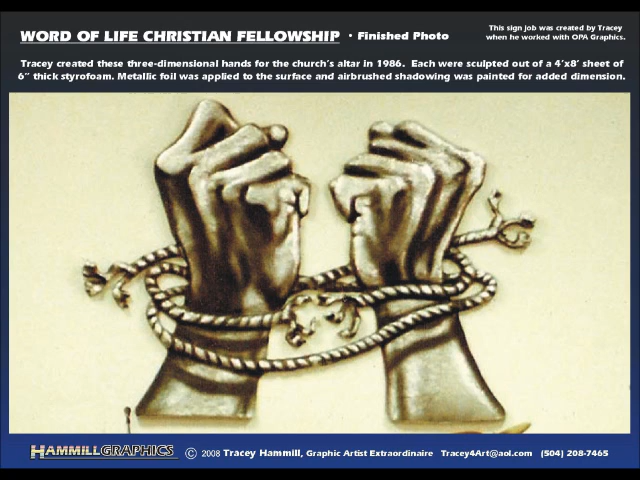 WORD OF LIFE CHRISTIAN FELLOWSHIP • Finished Photo
This sign job was created by Tracey
when he worked with OPA Graphics.
Tracey created these three-dimensional hands for the church's altar in 1986. Each were sculpted out of a 4'x8' sheet of
6" thick styrofoam. Metallic foil was applied to the surface and airbrushed shadowing was painted for added dimension.
HAMMILLGRAPHICS © 2008 Tracey Hammill, Graphic Artist Extraordinaire Tracey4Art@aol.com (504) 208-7465